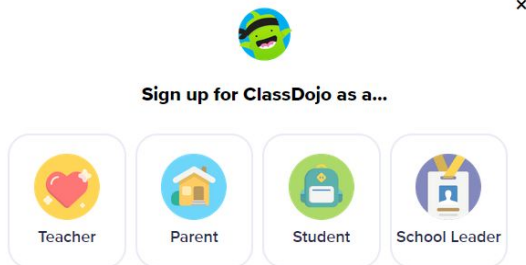 Sign up for ClassDojo as a...
Teacher Parent Student School Leader